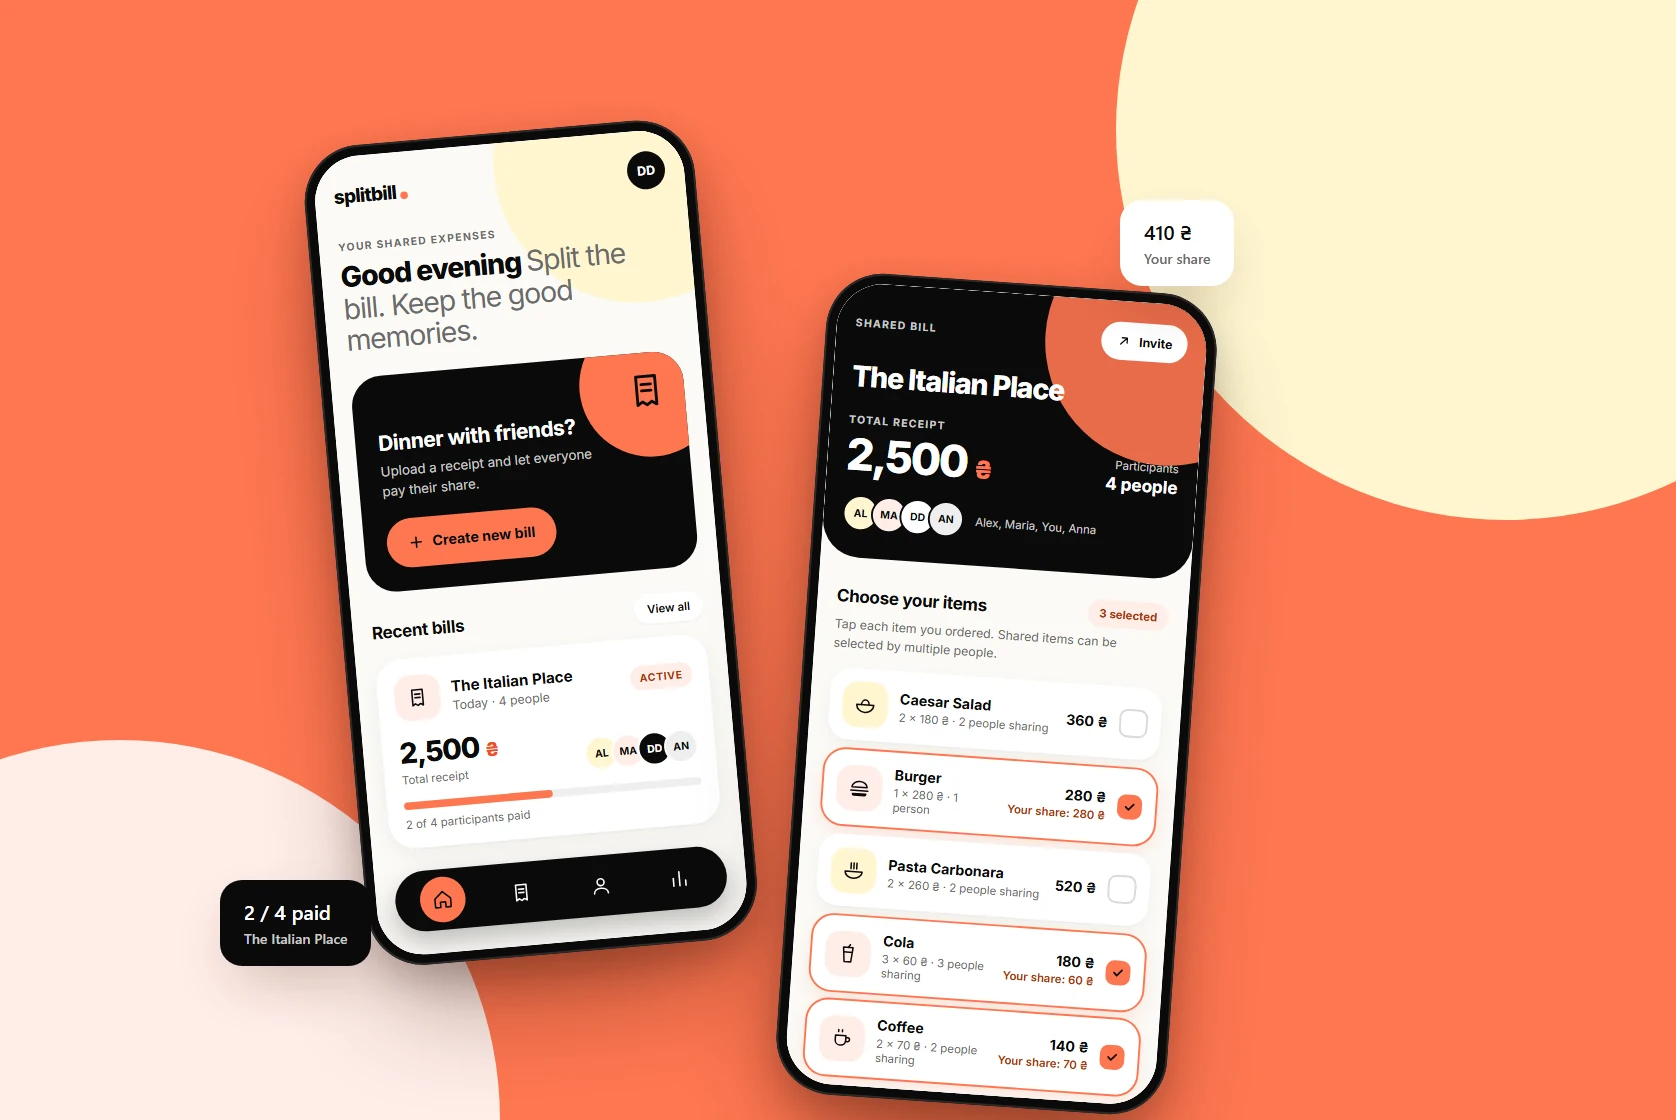 splitbill
DD
YOUR SHARED EXPENSES
Good evening Split the
bill. Keep the good
memories.
Dinner with friends?
Upload a receipt and let everyone
pay their share.
+ Create new bill
Recent bills
View all
The Italian Place
Today · 4 people
ACTIVE
2,500 ₴
Total receipt
AL MA DD AN
2 of 4 participants paid
2 / 4 paid
The Italian Place
410 ₴
Your share
SHARED BILL
Invite
The Italian Place
TOTAL RECEIPT
2,500 ₴
Participants
4 people
AL MA DD AN
Alex, Maria, You, Anna
Choose your items
3 selected
Tap each item you ordered. Shared items can be
selected by multiple people.
Caesar Salad
2 × 180 ₴ · 2 people sharing
360 ₴
Burger
1 × 280 ₴ · 1
person
280 ₴
Your share: 280 ₴
Pasta Carbonara
2 × 260 ₴ · 2 people sharing
520 ₴
Cola
3 × 60 ₴ · 3 people
sharing
180 ₴
Your share: 60 ₴
Coffee
2 × 70 ₴ · 2 people
sharing
140 ₴
Your share: 70 ₴